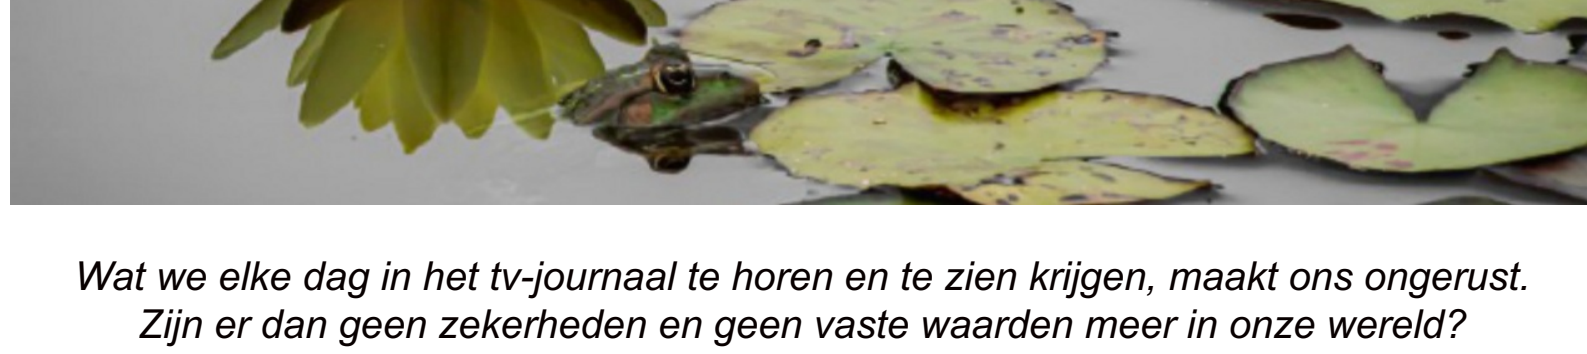 Wat we elke dag in het tv-journaal te horen en te zien krijgen, maakt ons ongerust.
Zijn er dan geen zekerheden en geen vaste waarden meer in onze wereld?